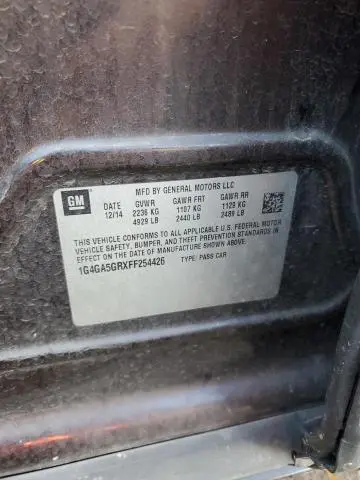 MFD BY GENERAL MOTORS LLC
GM
DATE GVWR GAWR FRT GAWR RR
12/14 2236 KG 1107 KG 1129 KG
4929 LB 2440 LB 2489 LB
THIS VEHICLE CONFORMS TO ALL APPLICABLE U.S. FEDERAL MOTOR
VEHICLE SAFETY, BUMPER, AND THEFT PREVENTION STANDARDS IN
EFFECT ON THE DATE OF MANUFACTURE SHOWN ABOVE.
1G4GA5GRXFF254426 TYPE: PASS CAR